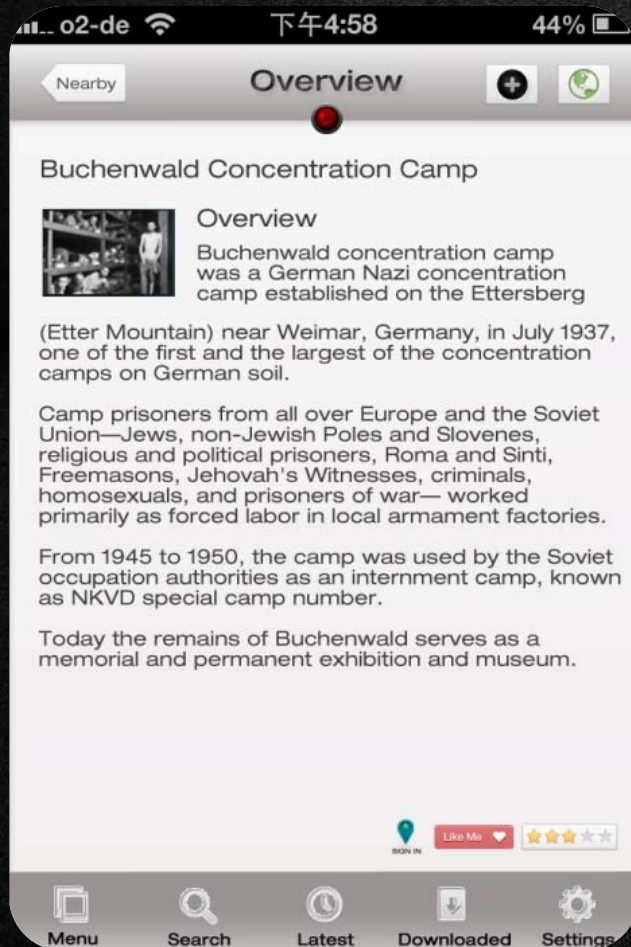 o2-de 下午4:58 44%
Nearby Overview
Buchenwald Concentration Camp
Overview
Buchenwald concentration camp
was a German Nazi concentration
camp established on the Ettersberg
(Etter Mountain) near Weimar, Germany, in July 1937,
one of the first and the largest of the concentration
camps on German soil.
Camp prisoners from all over Europe and the Soviet
Union—Jews, non-Jewish Poles and Slovenes,
religious and political prisoners, Roma and Sinti,
Freemasons, Jehovah's Witnesses, criminals,
homosexuals, and prisoners of war— worked
primarily as forced labor in local armament factories.
From 1945 to 1950, the camp was used by the Soviet
occupation authorities as an internment camp, known
as NKVD special camp number.
Today the remains of Buchenwald serves as a
memorial and permanent exhibition and museum.
SIGN IN Like Me
Menu Search Latest Downloaded Settings